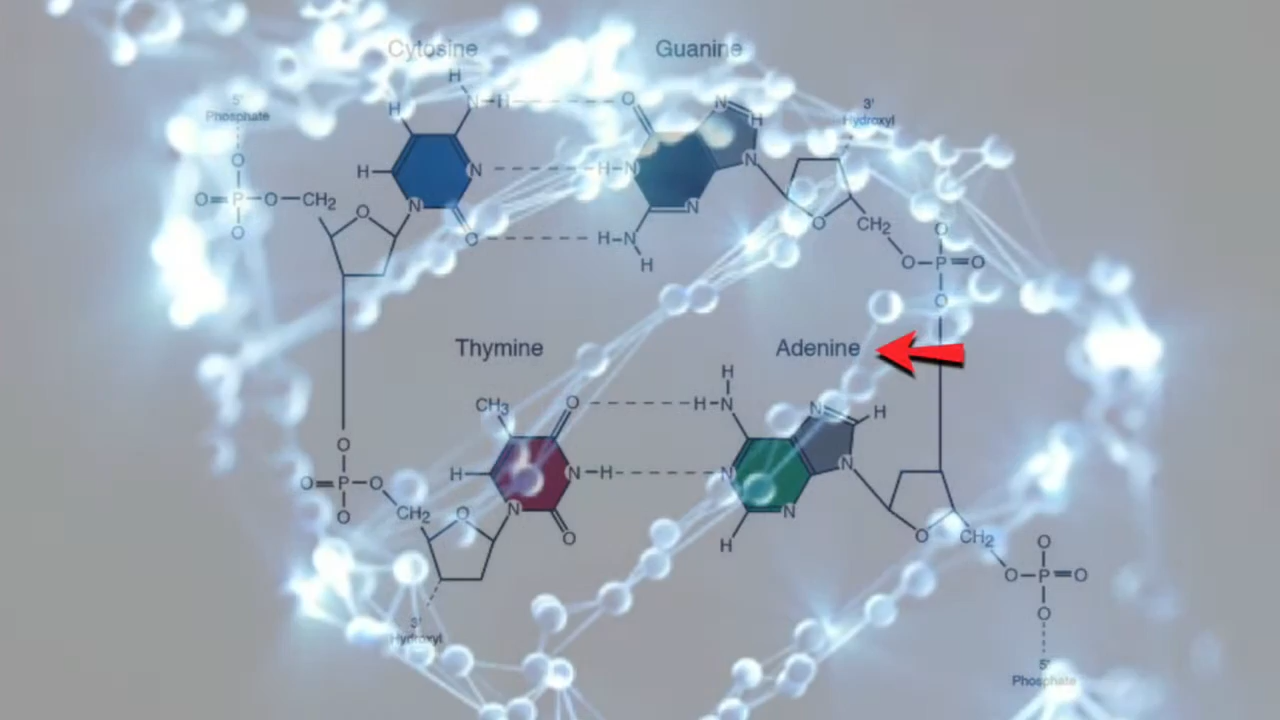 Cytosine
Guanine
H
H
N-H
O
N
H
5'
Phosphate
3'
Hydroxyl
O
H
N
H-N
N
O=P-O-CH₂
O
N
N
O
O
O
CH₂
O
O
H-N
H
O-P=O
O
Thymine
Adenine
H
CH₃
O
H-N
N
H
O
H
N-H
N
N
O=P-O
O
CH₂
O
N
O
H
N
O
CH₂
O
O-P=O
O
3'
Hydroxyl
5'
Phosphate